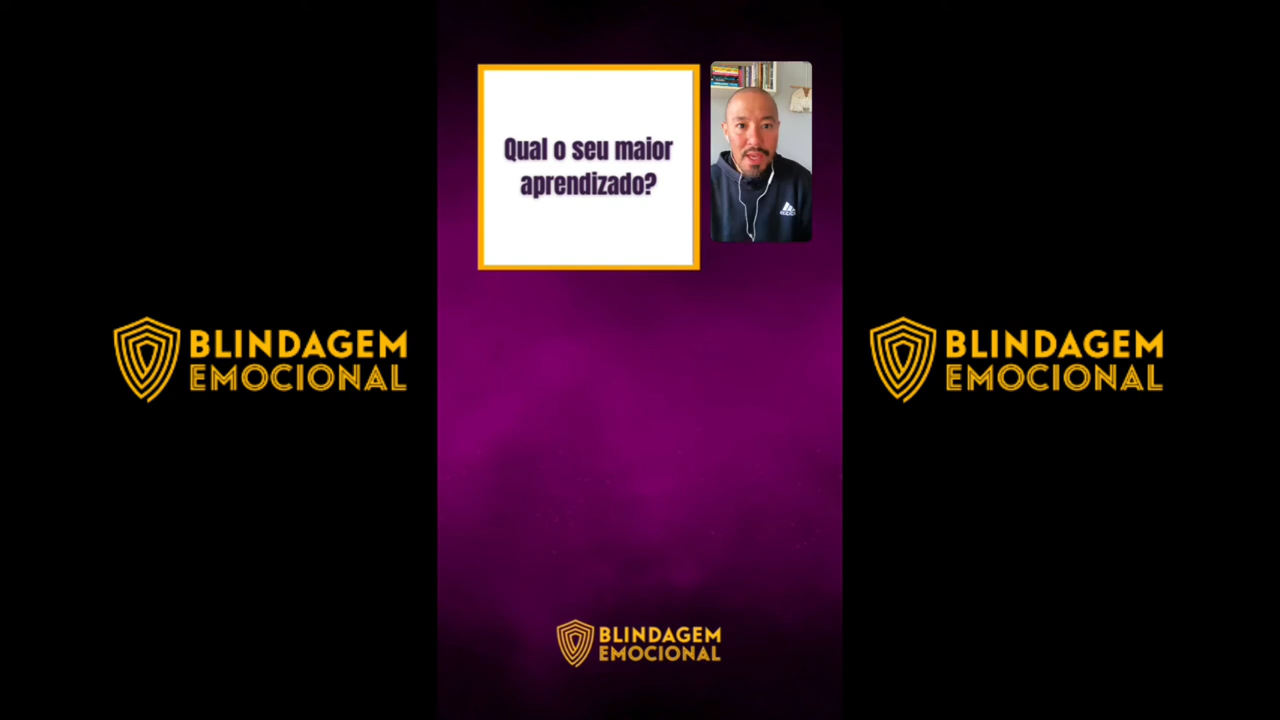 Qual o seu maior
aprendizado?
BLINDAGEM
EMOCIONAL
BLINDAGEM
EMOCIONAL
BLINDAGEM
EMOCIONAL